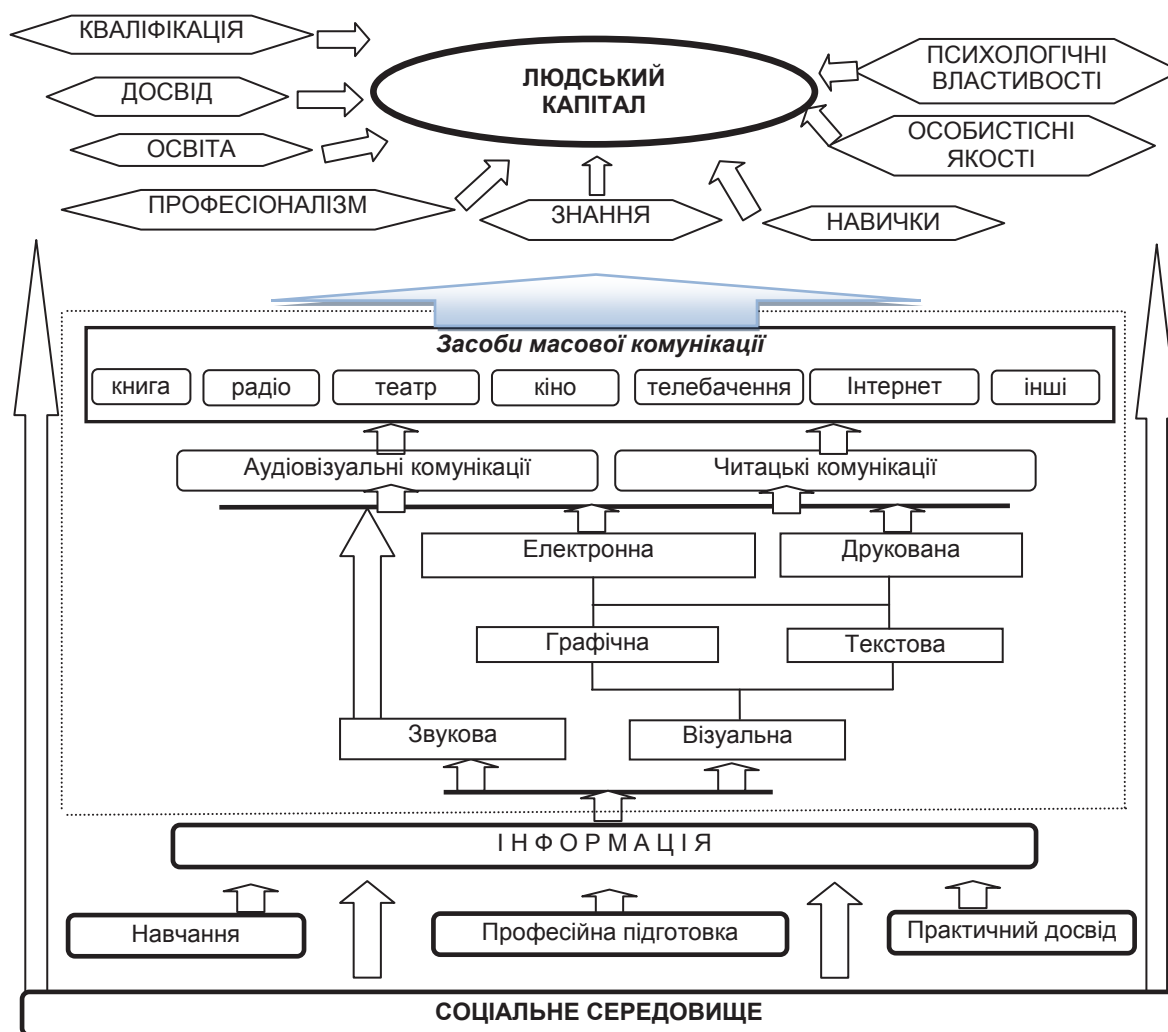 КВАЛІФІКАЦІЯ
ДОСВІД
ОСВІТА
ПРОФЕСІОНАЛІЗМ
ЛЮДСЬКИЙ
КАПІТАЛ
ЗНАННЯ
НАВИЧКИ
ПСИХОЛОГІЧНІ
ВЛАСТИВОСТІ
ОСОБИСТІСНІ
ЯКОСТІ
Засоби масової комунікації
книга
радіо
театр
кіно
телебачення
Інтернет
інші
Аудіовізуальні комунікації
Читацькі комунікації
Електронна
Друкована
Графічна
Текстова
Звукова
Візуальна
ІНФОРМАЦІЯ
Навчання
Професійна підготовка
Практичний досвід
СОЦІАЛЬНЕ СЕРЕДОВИЩЕ